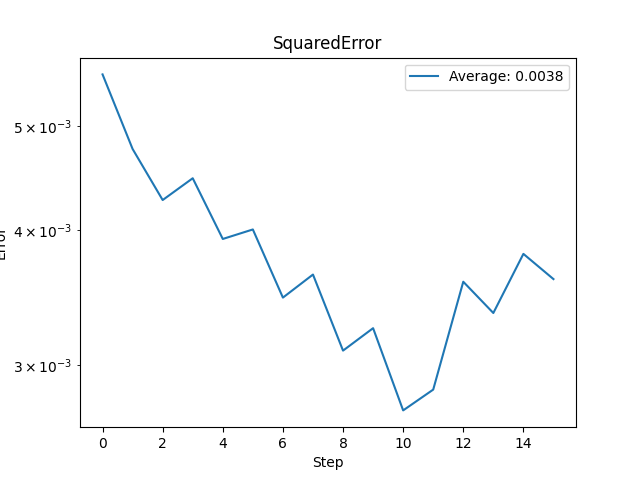 SquaredError
Average: 0.0038
5 × 10⁻³
4 × 10⁻³
3 × 10⁻³
Error
0 2 4 6 8 10 12 14
Step